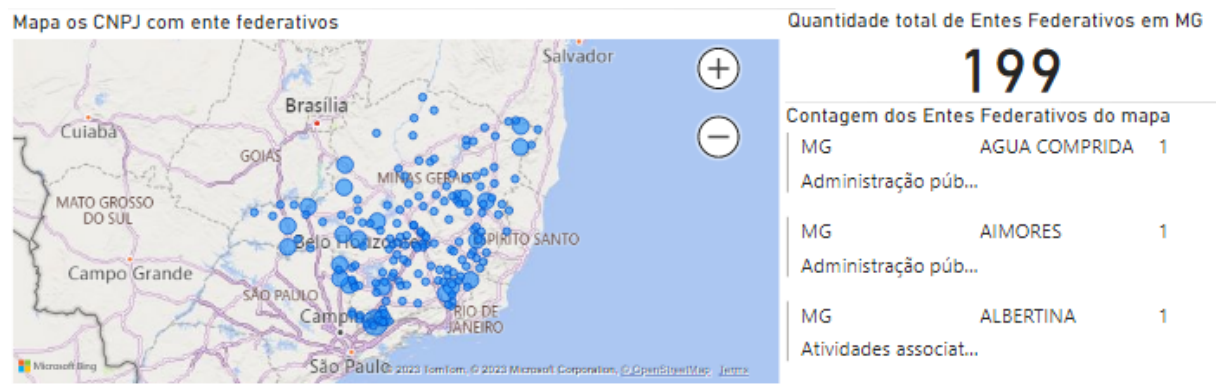 Mapa os CNPJ com ente federativos
Salvador
Brasília
Cuiabá
GOIÁS
MINAS GERAIS
MATO GROSSO
DO SUL
Belo Horizonte
ESPÍRITO SANTO
Campo Grande
SÃO PAULO
RIO DE
JANEIRO
São Paulo
Microsoft Bing
© 2023 TomTom, © 2023 Microsoft Corporation, © OpenStreetMap Terms
Quantidade total de Entes Federativos em MG
199
Contagem dos Entes Federativos do mapa
MG AGUA COMPRIDA 1
Administração púb...
MG AIMORES 1
Administração púb...
MG ALBERTINA 1
Atividades associat...